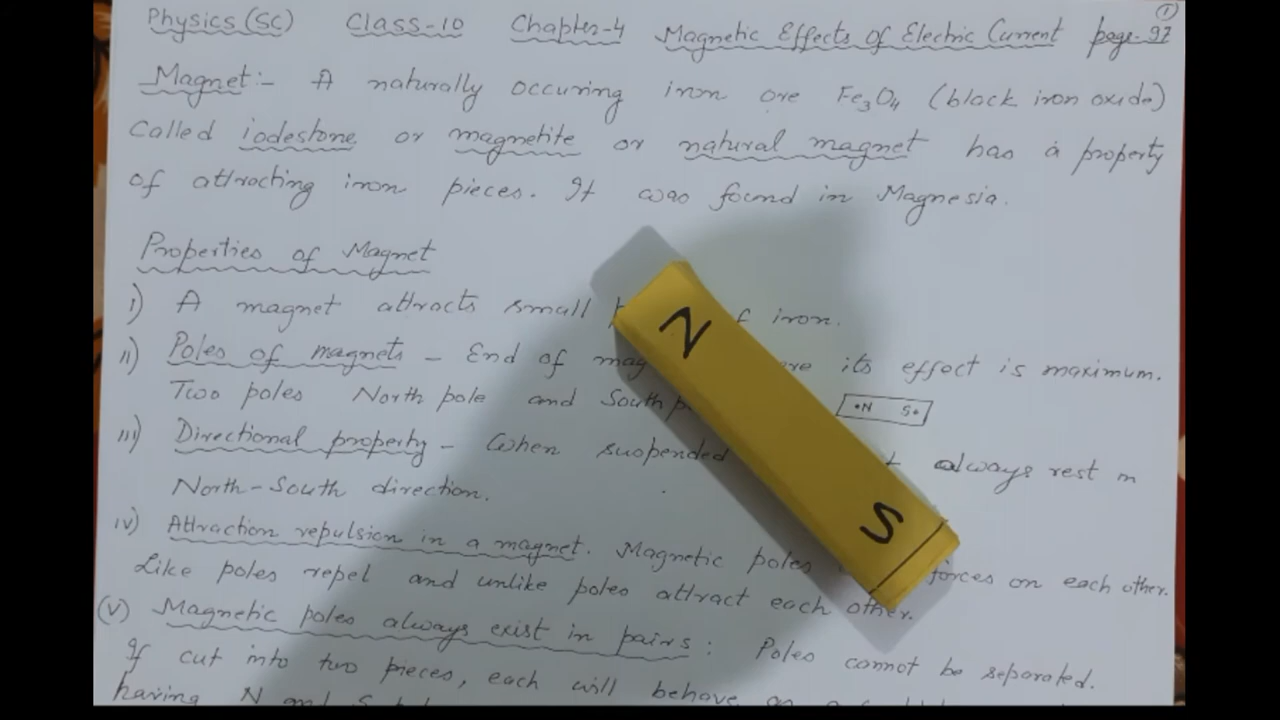 ①
Physics (SC) Class-10 Chapter-4 Magnetic Effects of Electric Current page-97
Magnet:- A naturally occuring iron ore Fe3O4 (black iron oxide)
Called iodestone or magnetite or natural magnet has a property
of attracting iron pieces. It was found in Magnesia.
Properties of Magnet
i) A magnet attracts small of iron.
ii) Poles of magnets - End of its effect is maximum.
Two poles North pole and South •N S•
iii) Directional property - When suspended always rest in
North-South direction.
iv) Attraction repulsion in a magnet. Magnetic poles forces on each other.
Like poles repel and unlike poles attract each other.
(v) Magnetic poles always exist in pairs: Poles cannot be separated.
If cut into two pieces, each will behave
having N and S
N
S